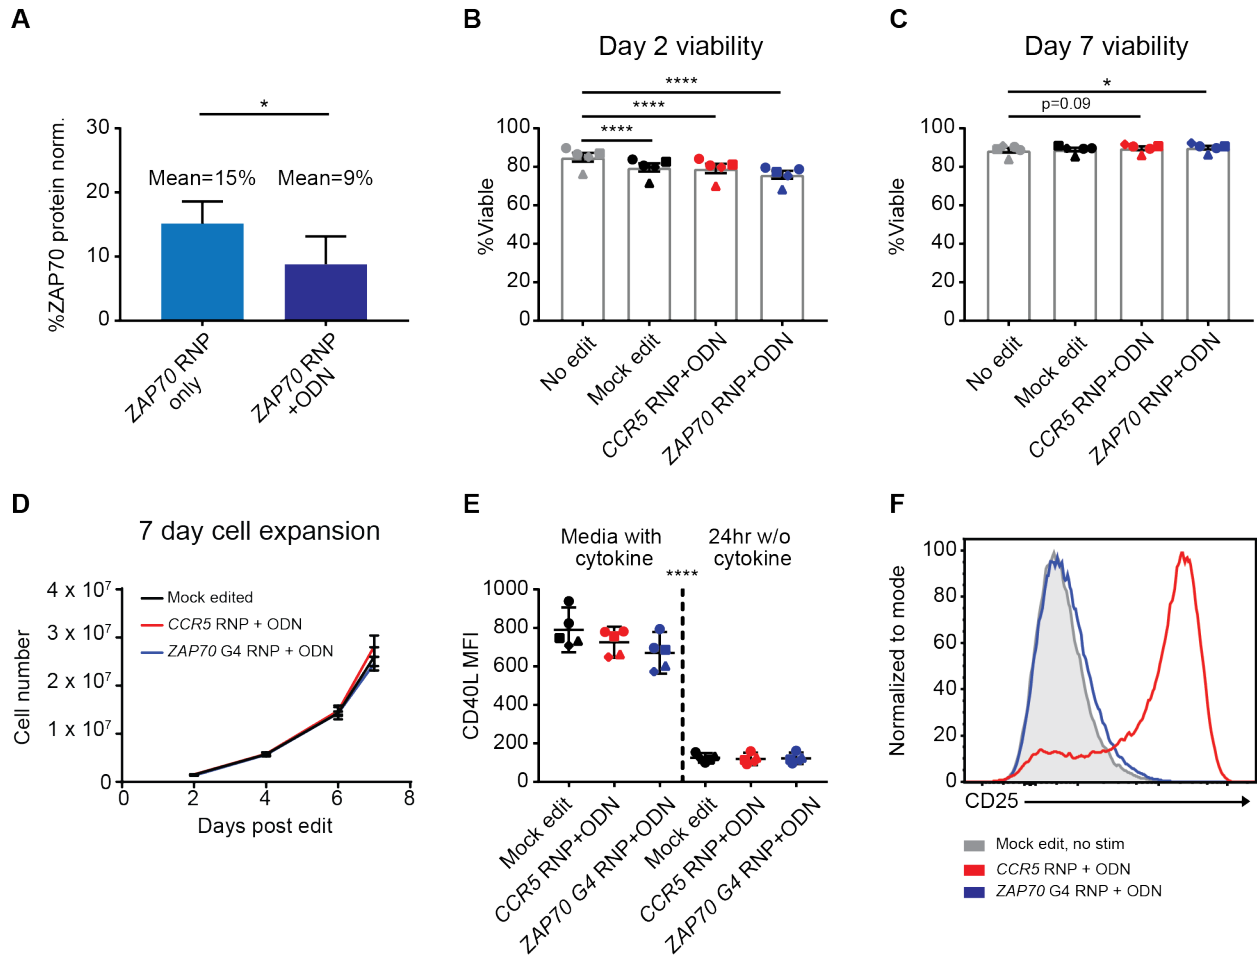 A
%ZAP70 protein norm.
30
20
10
0
*
Mean=15%
Mean=9%
ZAP70 RNP
only
ZAP70 RNP
+ODN
B
Day 2 viability
****
****
****
%Viable
100
80
60
40
20
0
No edit
Mock edit
CCR5 RNP+ODN
ZAP70 RNP+ODN
C
Day 7 viability
*
p=0.09
%Viable
100
80
60
40
20
0
No edit
Mock edit
CCR5 RNP+ODN
ZAP70 RNP+ODN
D
7 day cell expansion
Cell number
4 x 10⁷
3 x 10⁷
2 x 10⁷
1 x 10⁷
0
Mock edited
CCR5 RNP + ODN
ZAP70 G4 RNP + ODN
0 2 4 6 8
Days post edit
E
Media with
cytokine
24hr w/o
cytokine
****
CD40L MFI
1000
800
600
400
200
0
Mock edit
CCR5 RNP+ODN
ZAP70 G4 RNP+ODN
Mock edit
CCR5 RNP+ODN
ZAP70 G4 RNP+ODN
F
Normalized to mode
100
80
60
40
20
0
CD25
Mock edit, no stim
CCR5 RNP + ODN
ZAP70 G4 RNP + ODN